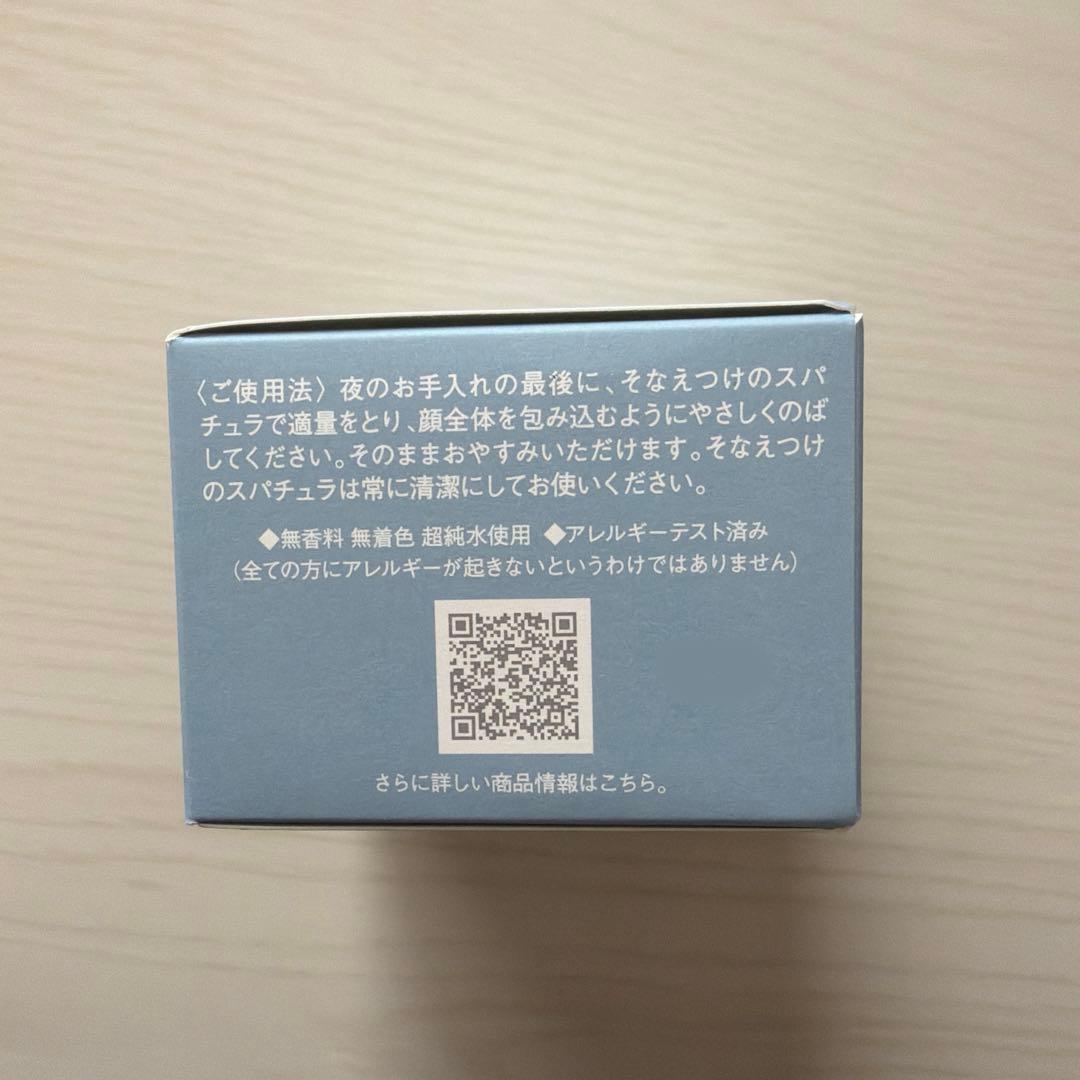 〈ご使用法〉夜のお手入れの最後に、そなえつけのスパ
チュラで適量をとり、顔全体を包み込むようにやさしくのば
してください。そのままおやすみいただけます。そなえつけ
のスパチュラは常に清潔にしてお使いください。
◆無香料 無着色 超純水使用 ◆アレルギーテスト済み
（全ての方にアレルギーが起きないというわけではありません）
さらに詳しい商品情報はこちら。